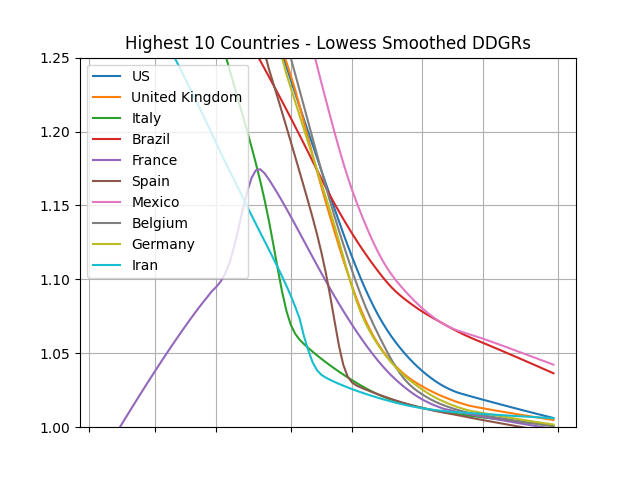 Highest 10 Countries - Lowess Smoothed DDGRs
1.25
1.20
1.15
1.10
1.05
1.00
US
United Kingdom
Italy
Brazil
France
Spain
Mexico
Belgium
Germany
Iran